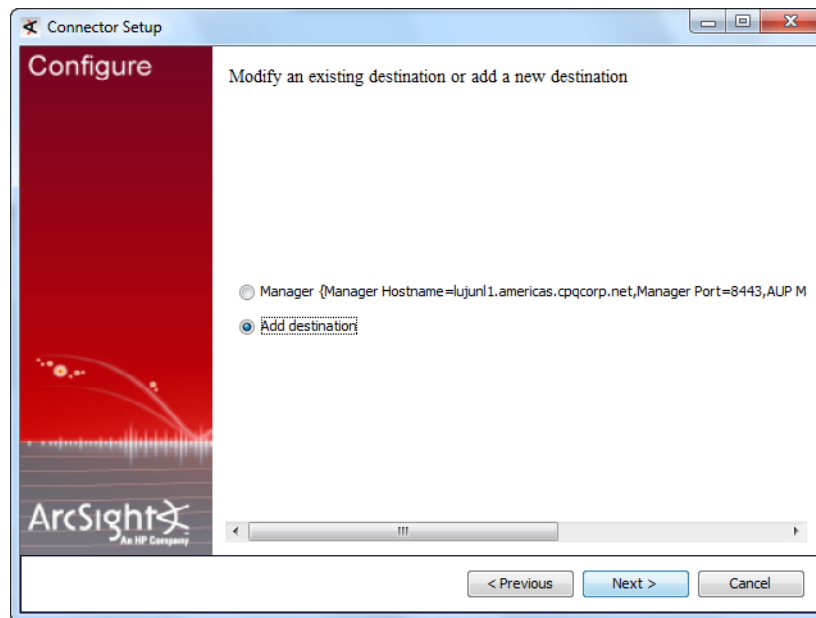 Connector Setup
Configure
Modify an existing destination or add a new destination
Manager {Manager Hostname=lujunl1.americas.cpqcorp.net,Manager Port=8443,AUP M
Add destination
ArcSight
An HP Company
< Previous
Next >
Cancel